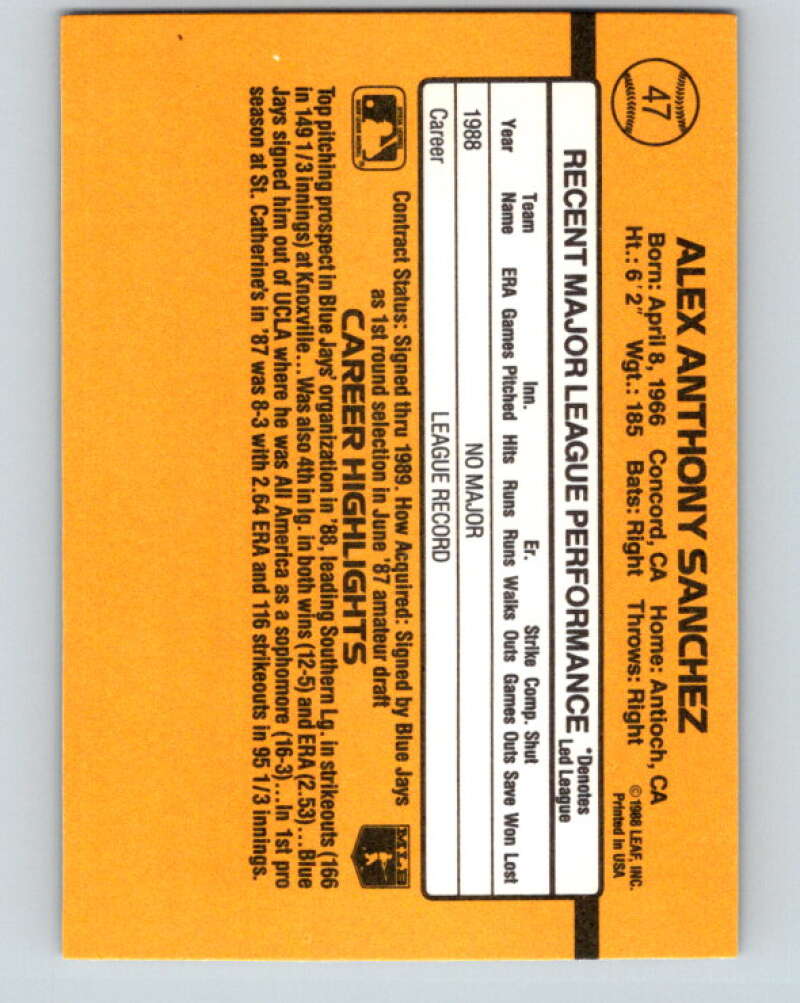 47
ALEX ANTHONY SANCHEZ
Born: April 8, 1966 Concord, CA Home: Antioch, CA
Ht.: 6' 2" Wgt.: 185 Bats: Right Throws: Right
© 1988 LEAF, INC.
Printed in USA
RECENT MAJOR LEAGUE PERFORMANCE *Denotes
Led League
Team Inn. Er. Strike Comp. Shut
Year Name ERA Games Pitched Hits Runs Runs Walks Outs Games Outs Save Won Lost
1988 NO MAJOR
Career LEAGUE RECORD
Contract Status: Signed thru 1989. How Acquired: Signed by Blue Jays
as 1st round selection in June '87 amateur draft
MLB
CAREER HIGHLIGHTS
Top pitching prospect in Blue Jays' organization in '88, leading Southern Lg. in strikeouts (166
in 149 1/3 innings) at Knoxville... Was also 4th in lg. in both wins (12-5) and ERA (2.53)... Blue
Jays signed him out of UCLA where he was All America as a sophomore (16-3)...In 1st pro
season at St. Catherine's in '87 was 8-3 with 2.64 ERA and 116 strikeouts in 95 1/3 innings.